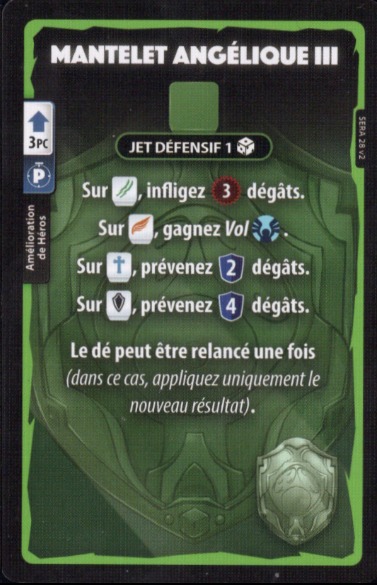 MANTELET ANGÉLIQUE III
3PC
P
Amélioration
de Héros
SERA 28 v2
JET DÉFENSIF 1
Sur , infligez 3 dégâts.
Sur , gagnez Vol .
Sur , prévenez 2 dégâts.
Sur , prévenez 4 dégâts.
Le dé peut être relancé une fois
(dans ce cas, appliquez uniquement le
nouveau résultat).